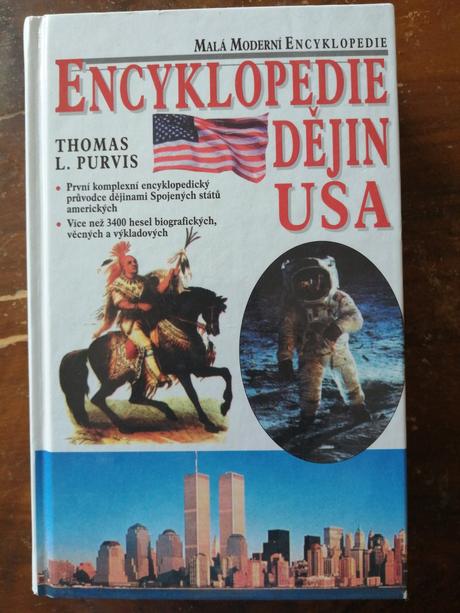 Malá Moderní Encyklopedie
Encyklopedie
Dějin
USA
Thomas
L. Purvis
• První komplexní encyklopedický
průvodce dějinami Spojených států
amerických
• Více než 3400 hesel biografických,
věcných a výkladových